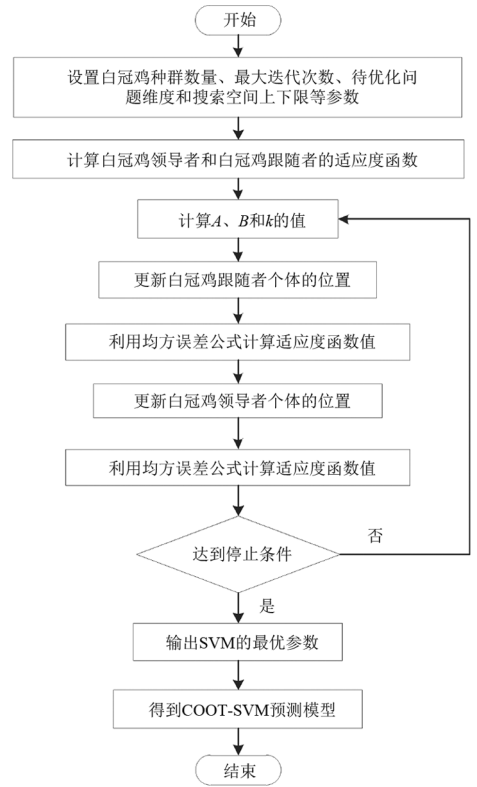 开始
设置白冠鸡种群数量、最大迭代次数、待优化问
题维度和搜索空间上下限等参数
计算白冠鸡领导者和白冠鸡跟随者的适应度函数
计算A、B和k的值
更新白冠鸡跟随者个体的位置
利用均方误差公式计算适应度函数值
更新白冠鸡领导者个体的位置
利用均方误差公式计算适应度函数值
达到停止条件
否
是
输出SVM的最优参数
得到COOT-SVM预测模型
结束